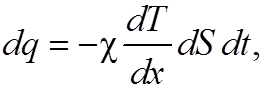 dq = −χ dT/dx dS dt,